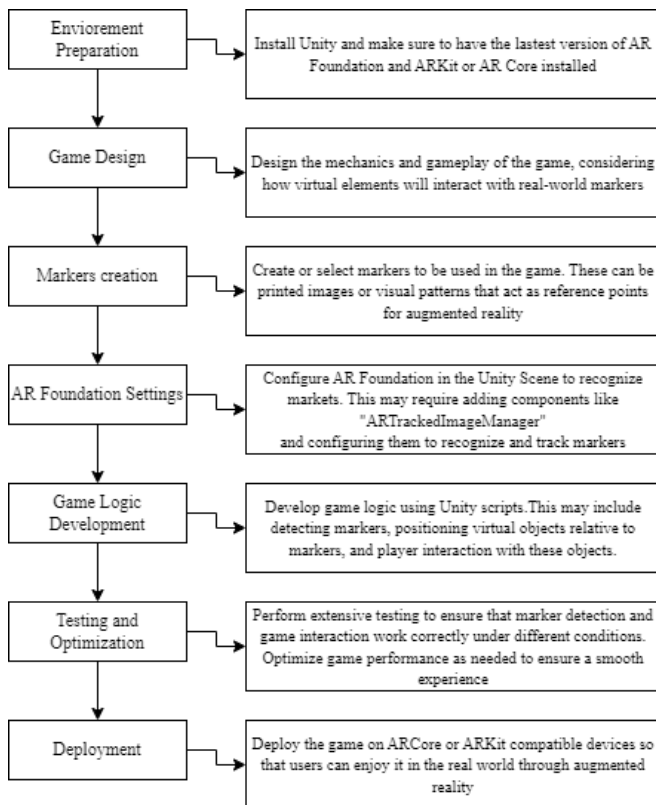 Enviorement
Preparation
Install Unity and make sure to have the lastest version of AR
Foundation and ARKit or AR Core installed
Game Design
Design the mechanics and gameplay of the game, considering
how virtual elements will interact with real-world markers
Markers creation
Create or select markers to be used in the game. These can be
printed images or visual patterns that act as reference points
for augmented reality
AR Foundation Settings
Configure AR Foundation in the Unity Scene to recognize
markets. This may require adding components like
"ARTrackedImageManager"
and configuring them to recognize and track markers
Game Logic
Development
Develop game logic using Unity scripts.This may include
detecting markers, positioning virtual objects relative to
markers, and player interaction with these objects.
Testing and
Optimization
Perform extensive testing to ensure that marker detection and
game interaction work correctly under different conditions.
Optimize game performance as needed to ensure a smooth
experience
Deployment
Deploy the game on ARCore or ARKit compatible devices so
that users can enjoy it in the real world through augmented
reality